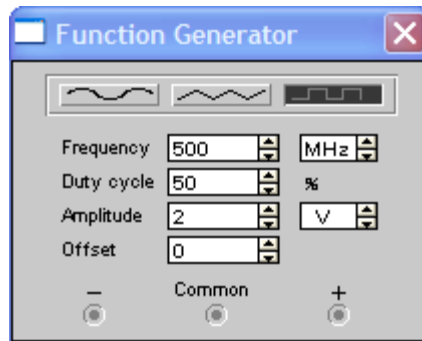 Function Generator
Frequency 500 MHz
Duty cycle 50 %
Amplitude 2 V
Offset 0
− Common +